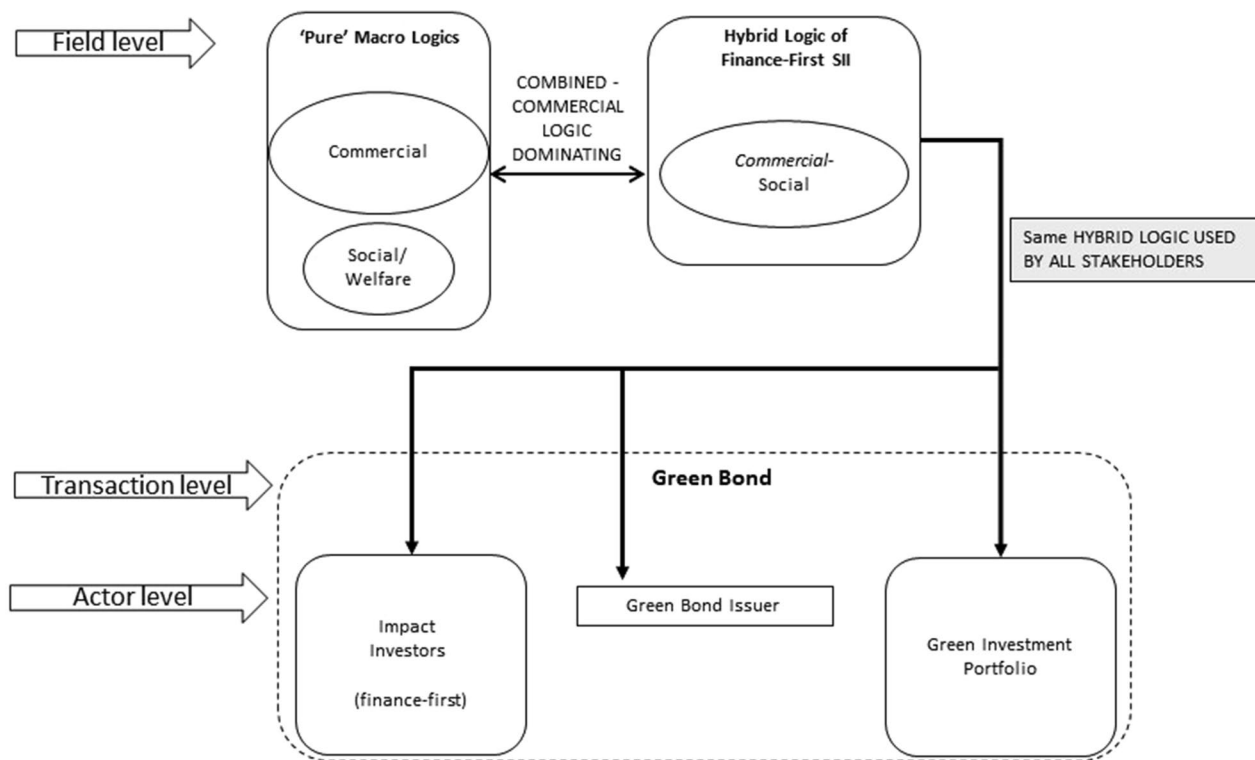 Field level
‘Pure’ Macro Logics
Commercial
Social/
Welfare
COMBINED -
COMMERCIAL
LOGIC
DOMINATING
Hybrid Logic of
Finance-First SII
Commercial-
Social
Same HYBRID LOGIC USED
BY ALL STAKEHOLDERS
Transaction level
Green Bond
Actor level
Impact
Investors
(finance-first)
Green Bond Issuer
Green Investment
Portfolio